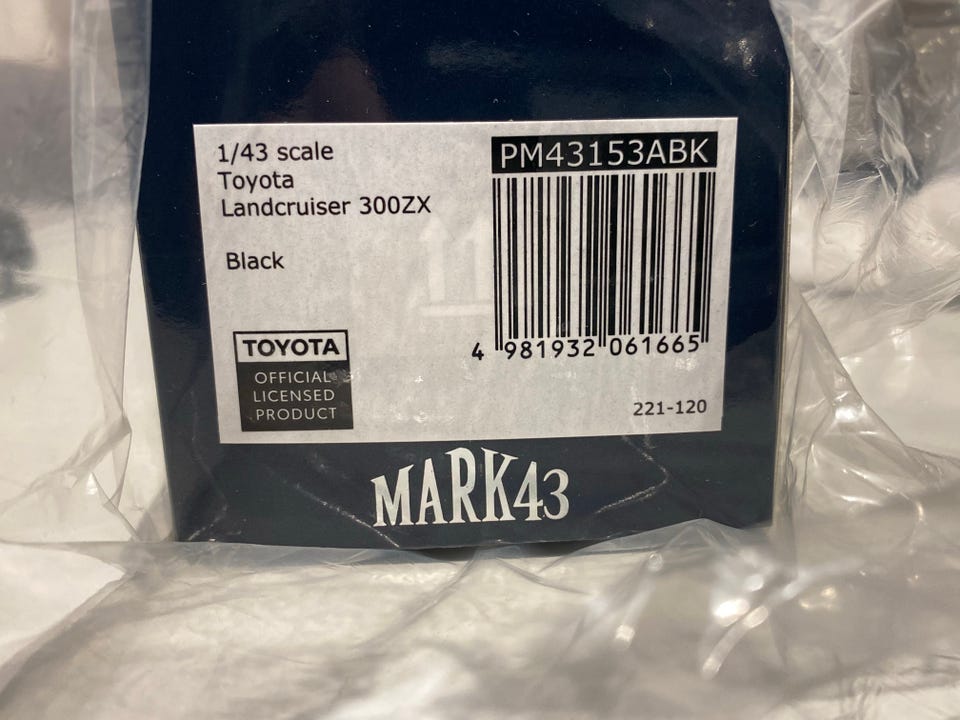 1/43 scale
Toyota
Landcruiser 300ZX
Black
PM43153ABK
4 981932 061665
TOYOTA
OFFICIAL
LICENSED
PRODUCT
221-120
MARK43